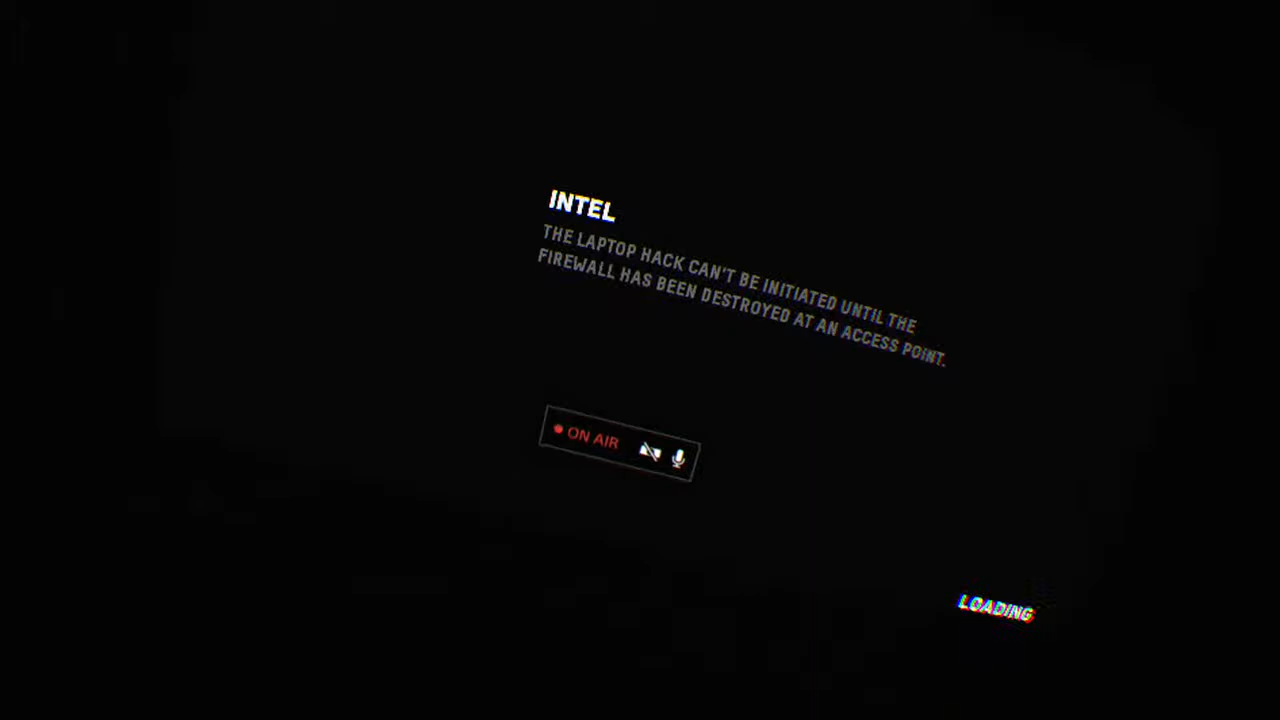 INTEL
THE LAPTOP HACK CAN'T BE INITIATED UNTIL THE
FIREWALL HAS BEEN DESTROYED AT AN ACCESS POINT.
ON AIR
LOADING